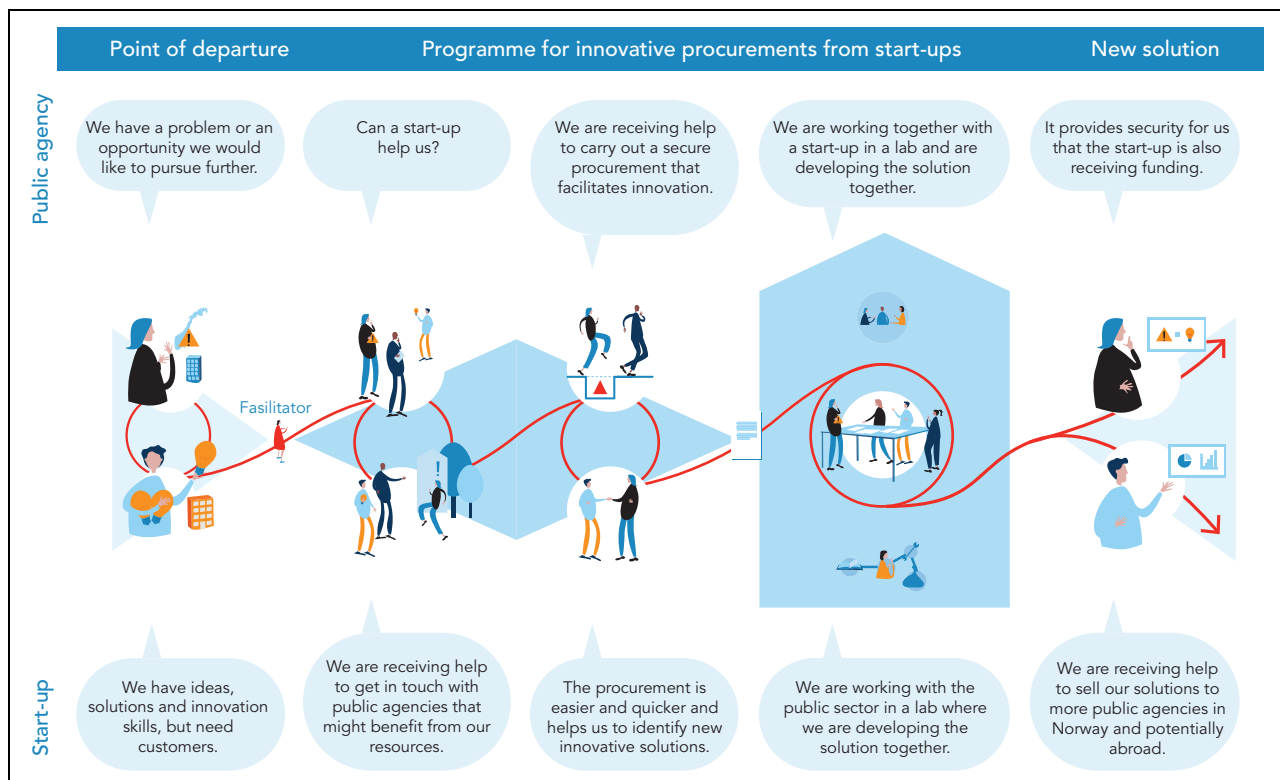 Point of departure
Programme for innovative procurements from start-ups
New solution
Public agency
We have a problem or an
opportunity we would
like to pursue further.
Can a start-up
help us?
We are receiving help
to carry out a secure
procurement that
facilitates innovation.
We are working together with
a start-up in a lab and are
developing the solution
together.
It provides security for us
that the start-up is also
receiving funding.
Fasilitator
!
Start-up
We have ideas,
solutions and innovation
skills, but need
customers.
We are receiving help
to get in touch with
public agencies that
might benefit from our
resources.
The procurement is
easier and quicker and
helps us to identify new
innovative solutions.
We are working with the
public sector in a lab where
we are developing the
solution together.
We are receiving help
to sell our solutions to
more public agencies in
Norway and potentially
abroad.